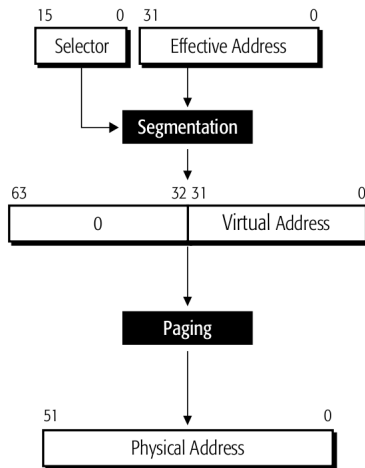 15 0 31 0
Selector Effective Address
Segmentation
63 32 31 0
0 Virtual Address
Paging
51 0
Physical Address